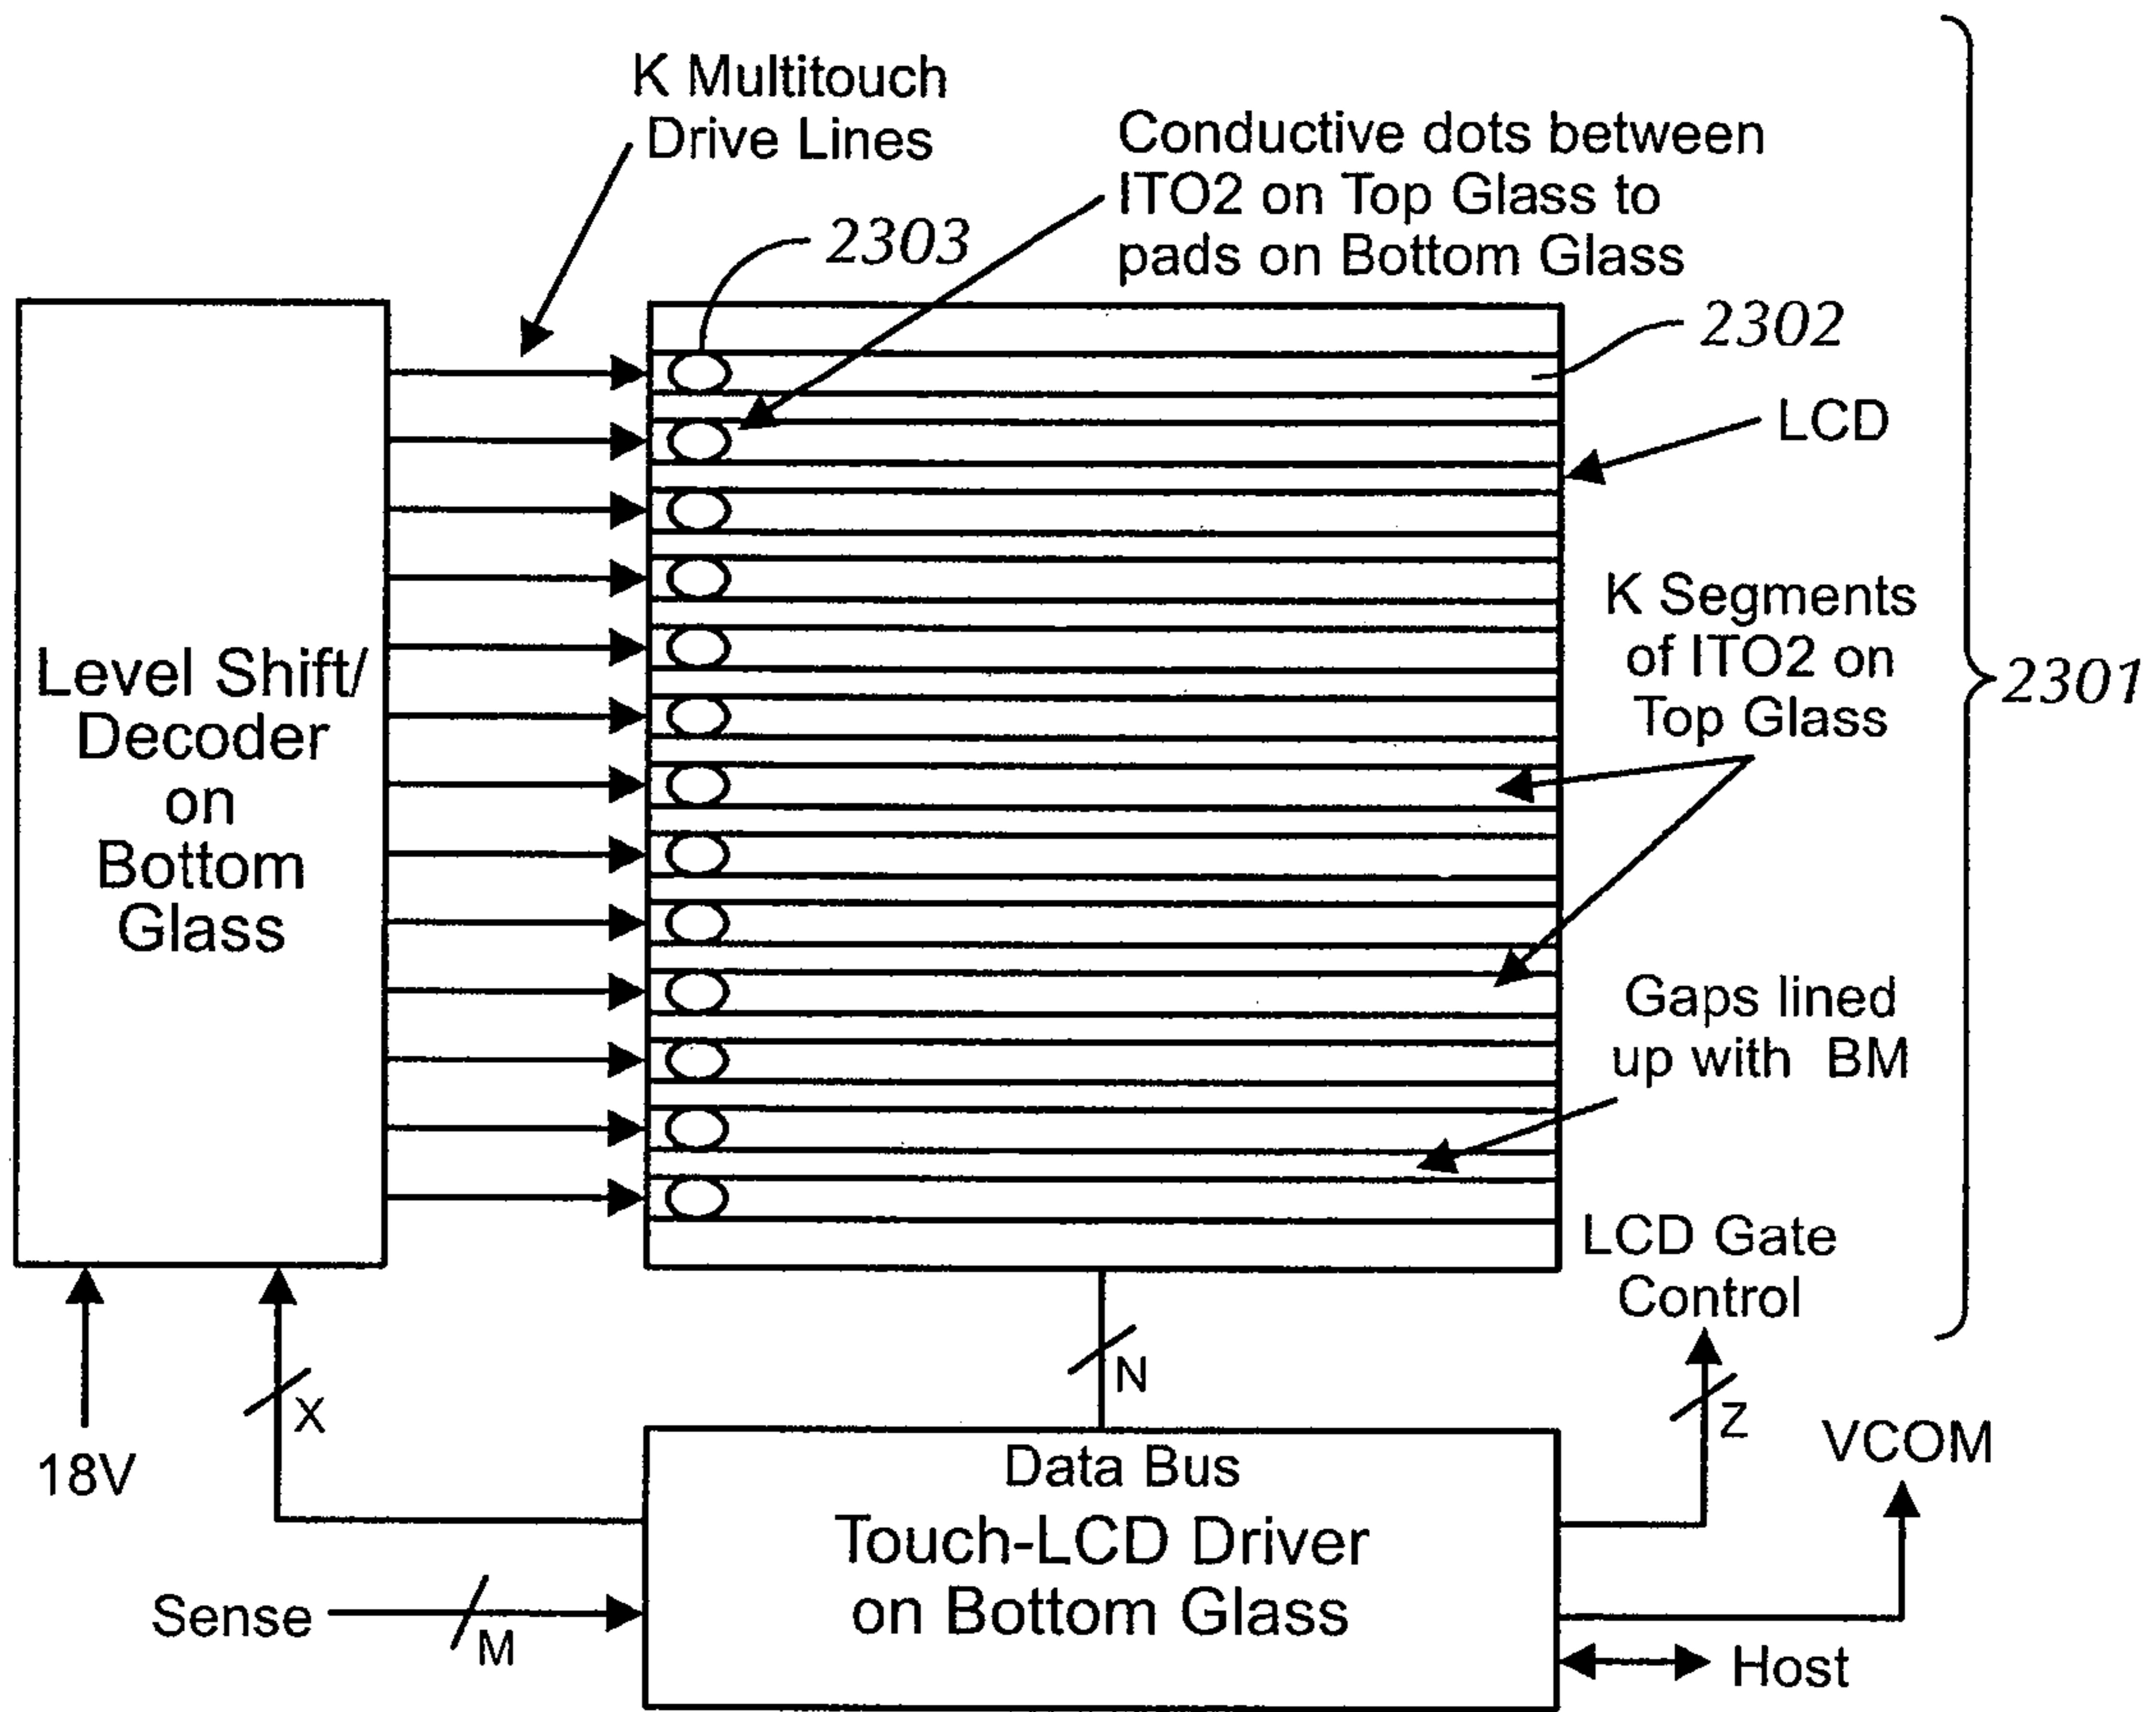 K Multitouch
Drive Lines
Conductive dots between
ITO2 on Top Glass to
pads on Bottom Glass
2303
2302
LCD
K Segments
of ITO2 on
Top Glass
2301
Level Shift/
Decoder
on
Bottom
Glass
Gaps lined
up with BM
LCD Gate
Control
N
X
Z
18V
VCOM
Data Bus
Touch-LCD Driver
on Bottom Glass
Sense
M
Host